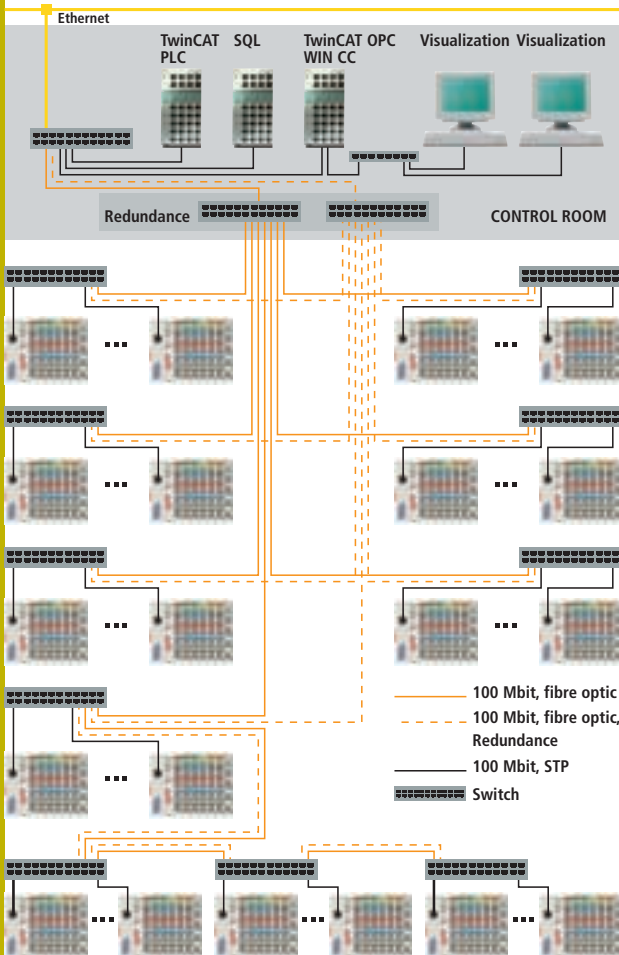 Ethernet
TwinCAT PLC
SQL
TwinCAT OPC WIN CC
Visualization
Visualization
Redundance
CONTROL ROOM
100 Mbit, fibre optic
100 Mbit, fibre optic,
Redundance
100 Mbit, STP
Switch